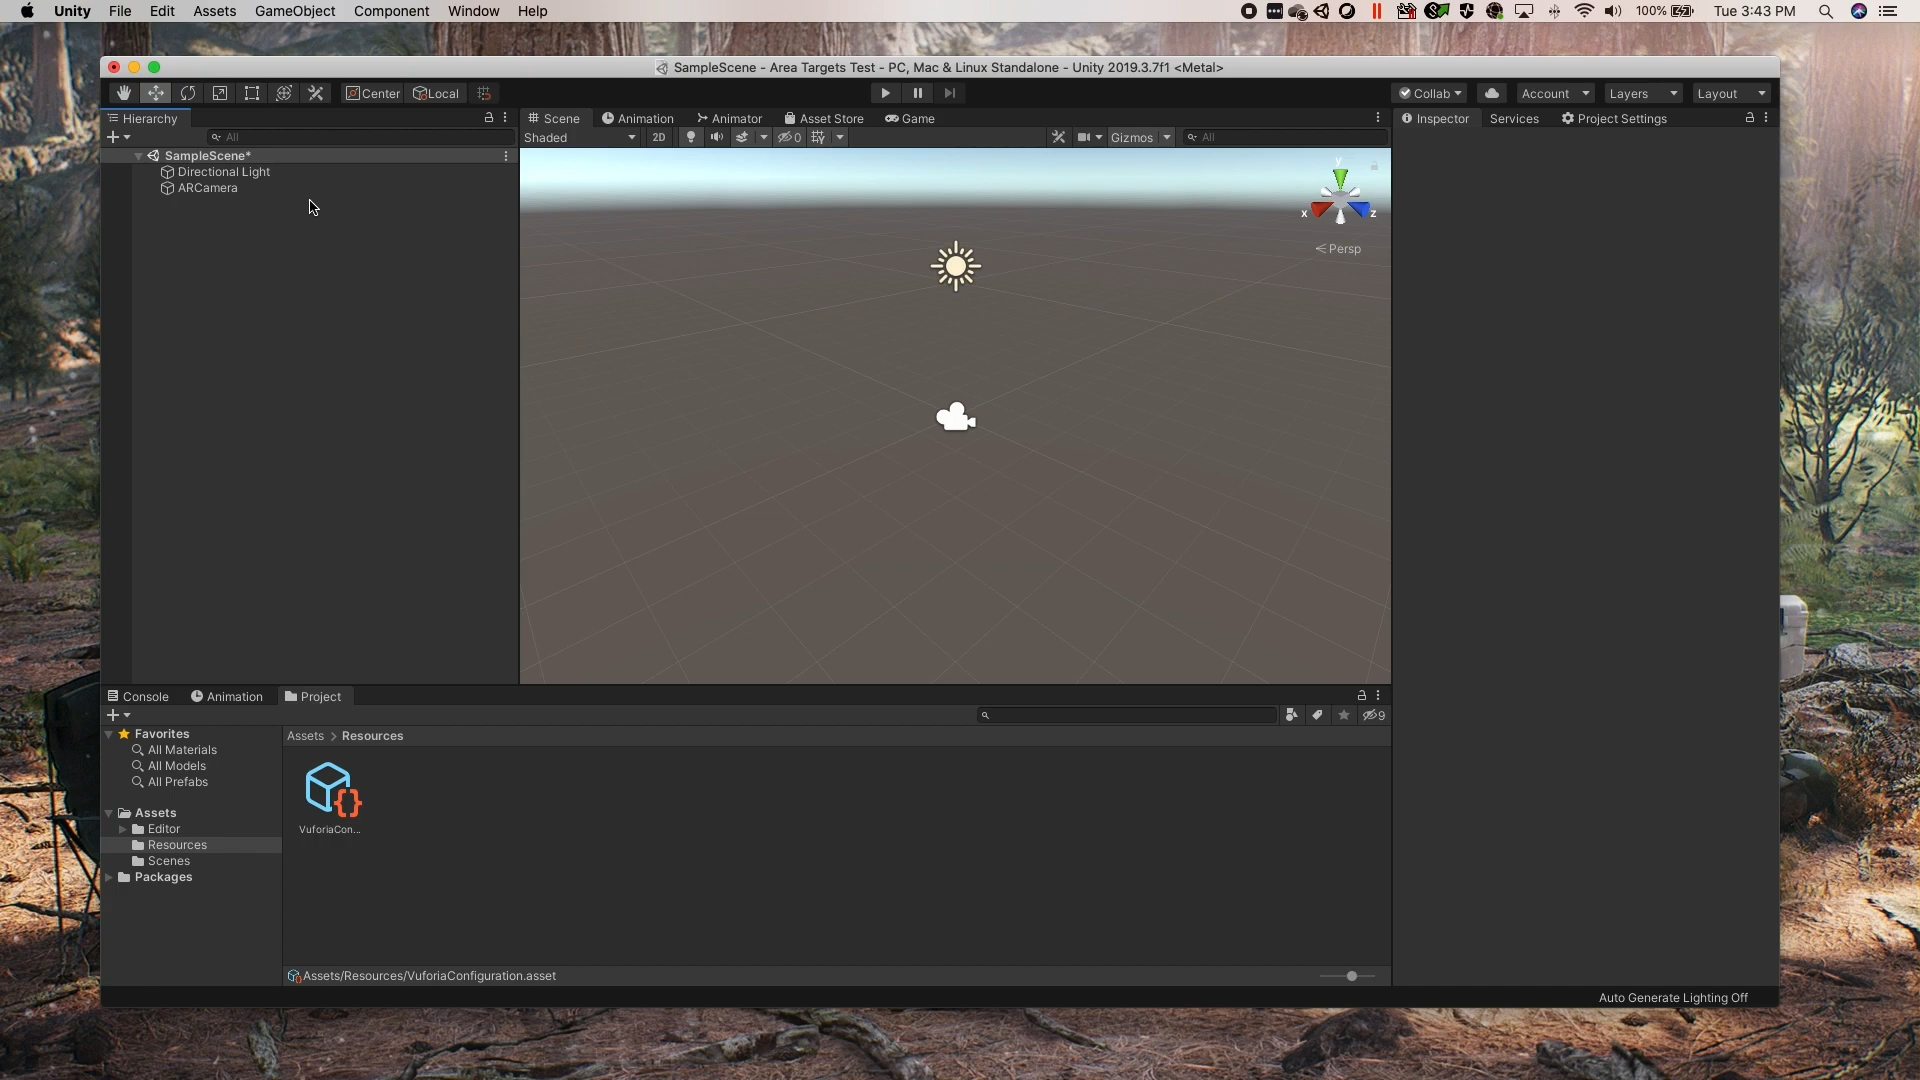 Unity File Edit Assets GameObject Component Window Help
100% Tue 3:43 PM
SampleScene - Area Targets Test - PC, Mac & Linux Standalone - Unity 2019.3.7f1 <Metal>
Center Local
Collab Account Layers Layout
Hierarchy
All
SampleScene*
Directional Light
ARCamera
Scene Animation Animator Asset Store Game
Shaded 2D 0 Gizmos All
y
x z
Persp
Inspector Services Project Settings
Console Animation Project
9
Favorites
All Materials
All Models
All Prefabs
Assets
Editor
Resources
Scenes
Packages
Assets > Resources
VuforiaCon...
{}
Assets/Resources/VuforiaConfiguration.asset
Auto Generate Lighting Off